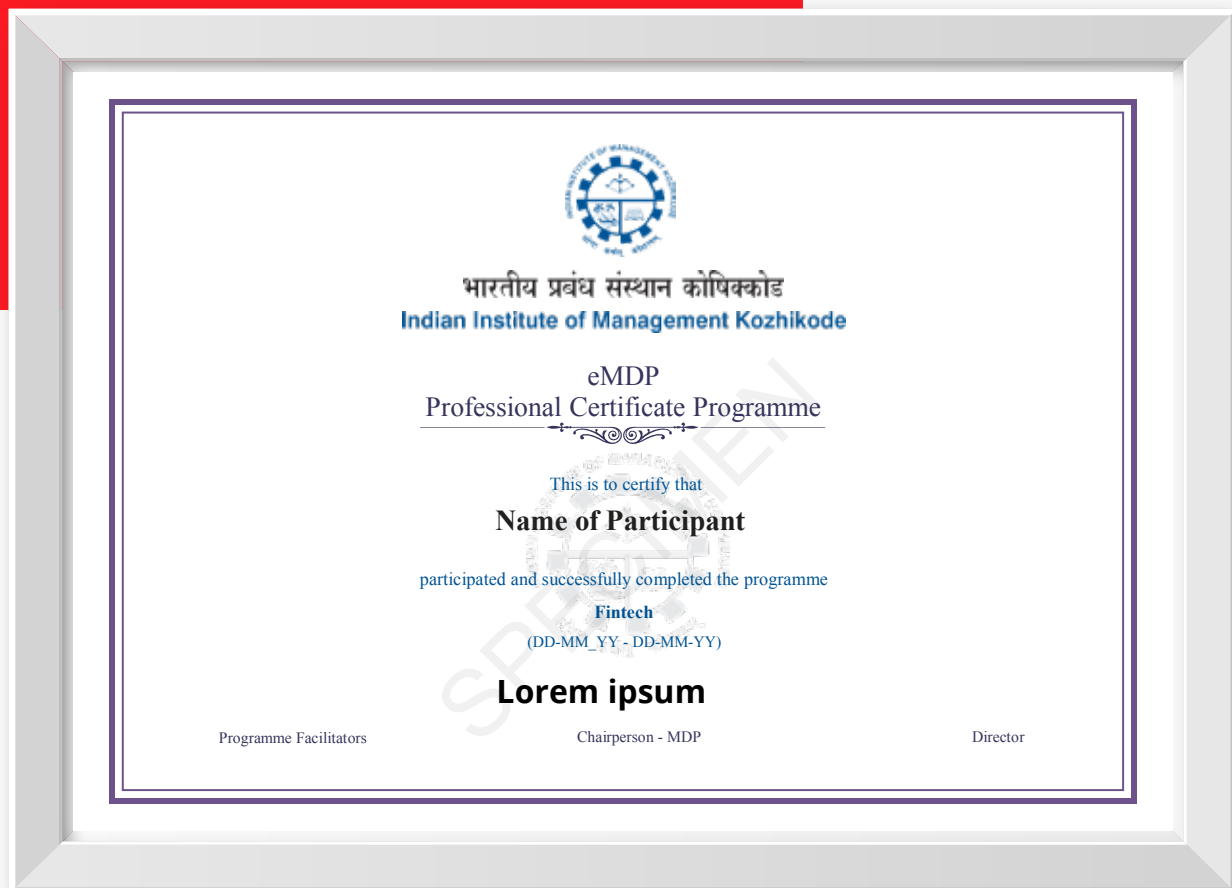 भारतीय प्रबंध संस्थान कोषिक्कोड
Indian Institute of Management Kozhikode
eMDP
Professional Certificate Programme
This is to certify that
Name of Participant
participated and successfully completed the programme
Fintech
(DD-MM_YY - DD-MM-YY)
Lorem ipsum
Programme Facilitators Chairperson - MDP Director
SPECIMEN